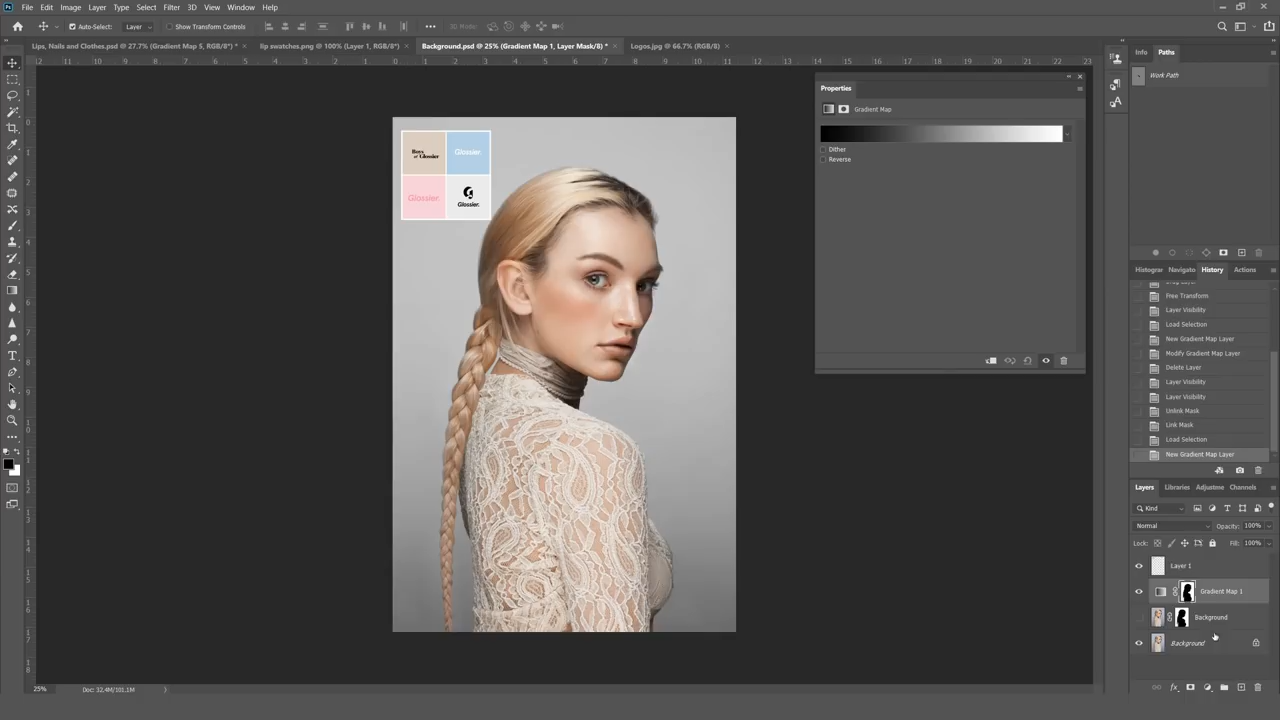 File Edit Image Layer Type Select Filter 3D View Window Help
Auto-Select: Layer Show Transform Controls 3D Mode:
Lips, Nails and Clothes.psd @ 27.7% (Gradient Map 5, RGB/8*) * × lip swatches.png @ 100% (Layer 1, RGB/8*) × Background.psd @ 25% (Gradient Map 1, Layer Mask/8) * × Logos.jpg @ 66.7% (RGB/8) ×
Info Paths
Work Path
Properties
Gradient Map
Dither
Reverse
Boys
of Glossier
Glossier.
Glossier.
Glossier.
Histogram Navigato History Actions
Free Transform
Layer Visibility
Load Selection
New Gradient Map Layer
Modify Gradient Map Layer
Delete Layer
Layer Visibility
Layer Visibility
Unlink Mask
Link Mask
Load Selection
New Gradient Map Layer
Layers Libraries Adjustme Channels
Kind
Normal Opacity: 100%
Lock: Fill: 100%
Layer 1
Gradient Map 1
Background
Background
25% Doc: 32.4M/101.1M